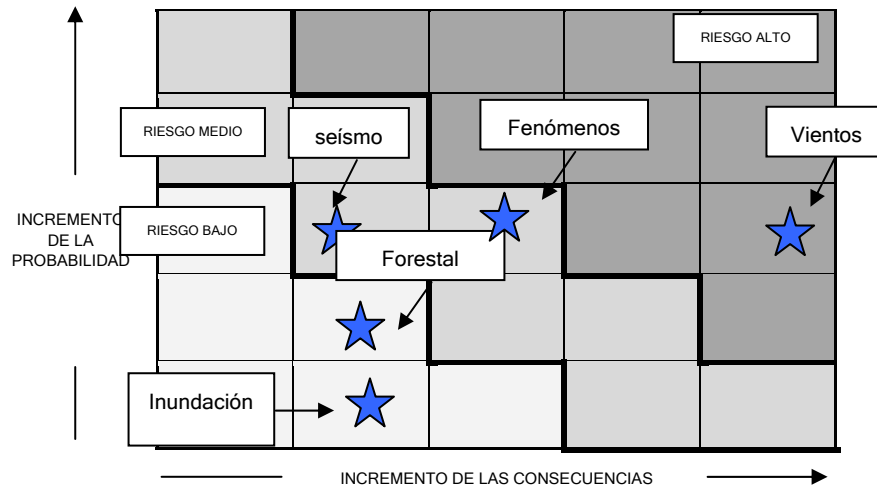 RIESGO ALTO
RIESGO MEDIO
seísmo
Fenómenos
Vientos
INCREMENTO
DE LA
PROBABILIDAD
RIESGO BAJO
Forestal
Inundación
INCREMENTO DE LAS CONSECUENCIAS